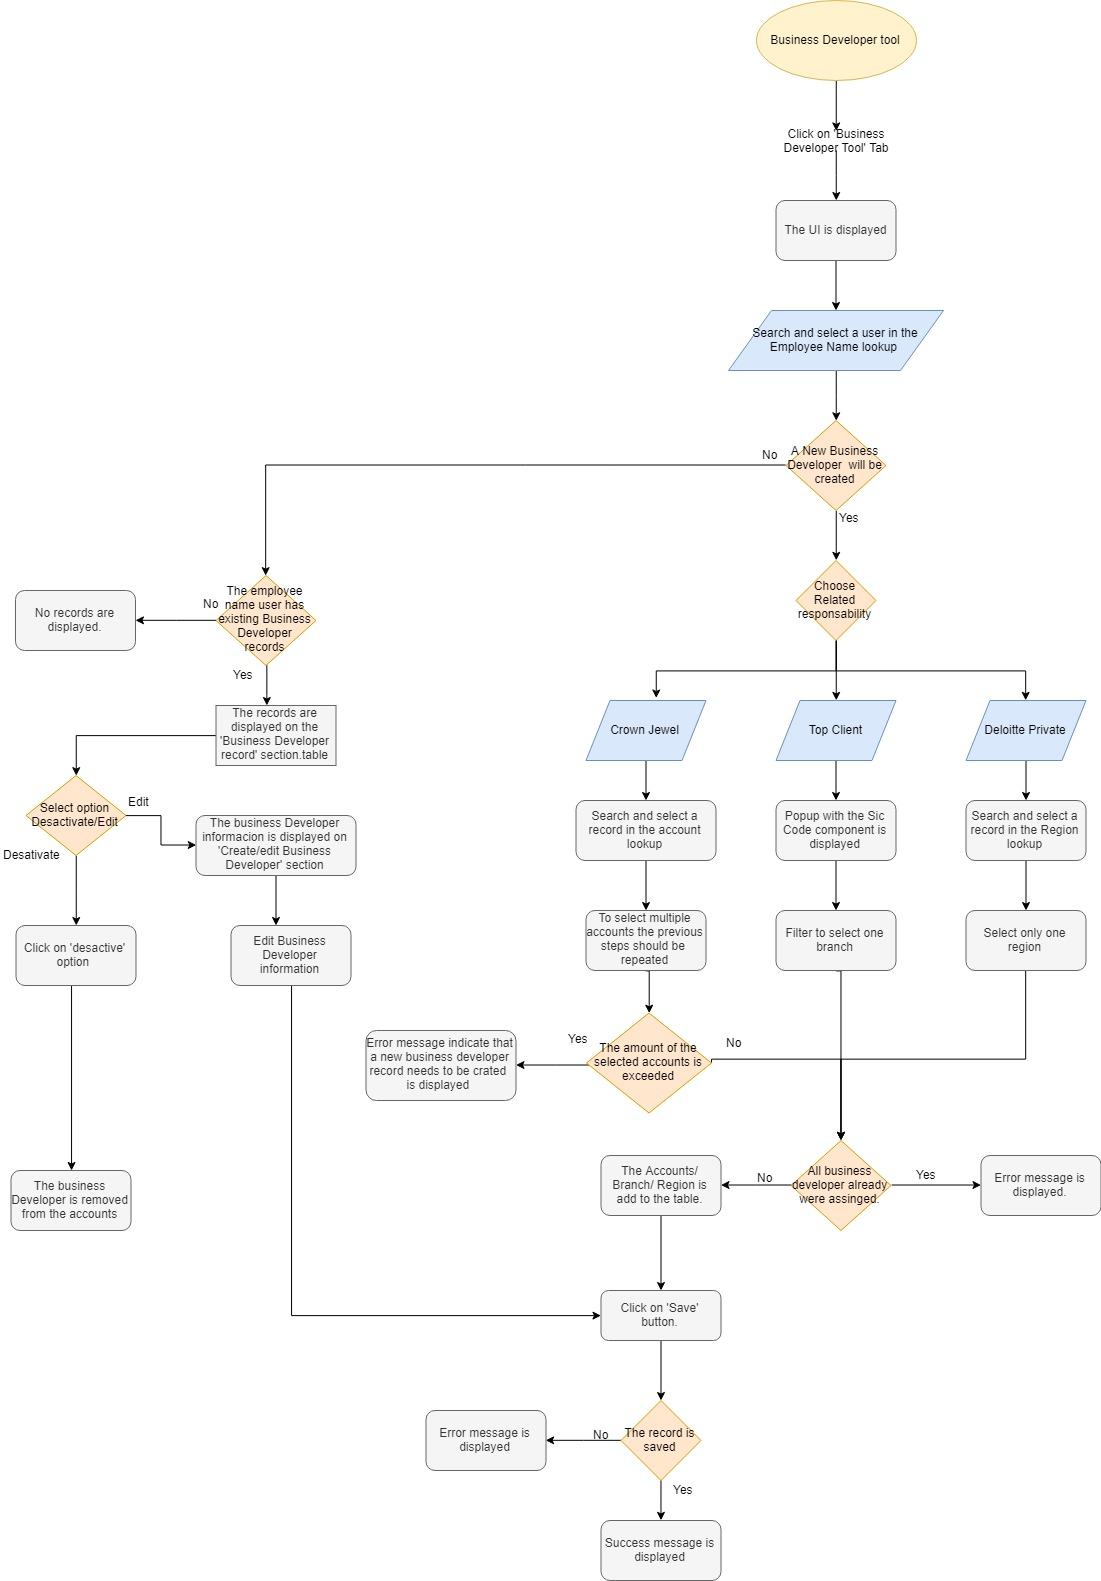 Business Developer tool
Click on 'Business
Developer Tool' Tab
The UI is displayed
Search and select a user in the
Employee Name lookup
A New Business
Developer  will be
created
No
Yes
Choose
Related
responsability
The employee
name user has
existing Business
Developer
records
No
Yes
No records are
displayed.
The records are
displayed on the
'Business Developer
record' section.table
Select option
Desactivate/Edit
Edit
Desativate
The business Developer
informacion is displayed on
'Create/edit Business
Developer' section
Click on 'desactive'
option
Edit Business
Developer
information
The business
Developer is removed
from the accounts
Crown Jewel
Top Client
Deloitte Private
Search and select a
record in the account
lookup
Popup with the Sic
Code component is
displayed
Search and select a
record in the Region
lookup
To select multiple
accounts the previous
steps should be
repeated
Filter to select one
branch
Select only one
region
The amount of the
selected accounts is
exceeded
Yes
No
Error message indicate that
a new business developer
record needs to be crated
is displayed
All business
developer already
were assinged.
No
Yes
The Accounts/
Branch/ Region is
add to the table.
Error message is
displayed.
Click on 'Save'
button.
The record is
saved
No
Yes
Error message is
displayed
Success message is
displayed